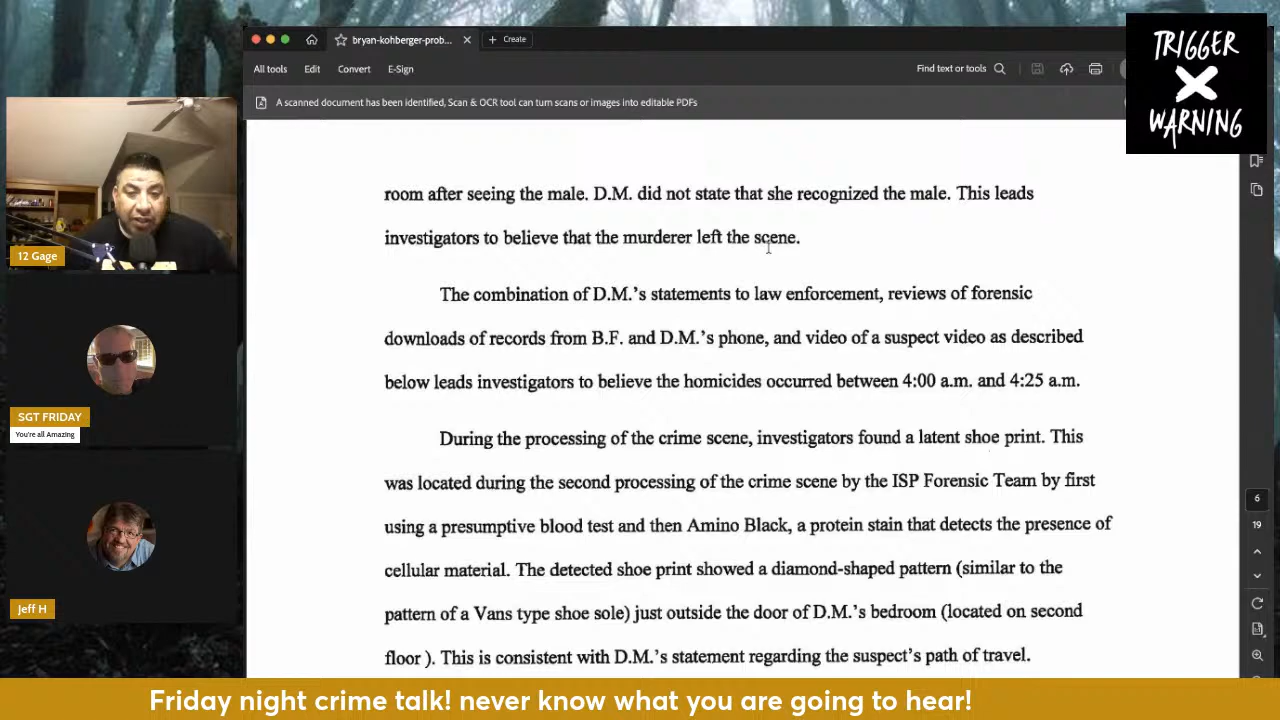 bryan-kohberger-prob...
Create
All tools
Edit
Convert
E-Sign
Find text or tools
A scanned document has been identified, Scan & OCR tool can turn scans or images into editable PDFs
TRIGGER
X
WARNING
room after seeing the male. D.M. did not state that she recognized the male. This leads
investigators to believe that the murderer left the scene.
The combination of D.M.'s statements to law enforcement, reviews of forensic
downloads of records from B.F. and D.M.'s phone, and video of a suspect video as described
below leads investigators to believe the homicides occurred between 4:00 a.m. and 4:25 a.m.
During the processing of the crime scene, investigators found a latent shoe print. This
was located during the second processing of the crime scene by the ISP Forensic Team by first
using a presumptive blood test and then Amino Black, a protein stain that detects the presence of
cellular material. The detected shoe print showed a diamond-shaped pattern (similar to the
pattern of a Vans type shoe sole) just outside the door of D.M.'s bedroom (located on second
floor ). This is consistent with D.M.'s statement regarding the suspect's path of travel.
6
19
12 Gage
SGT FRIDAY
You're all Amazing
Jeff H
Friday night crime talk! never know what you are going to hear!